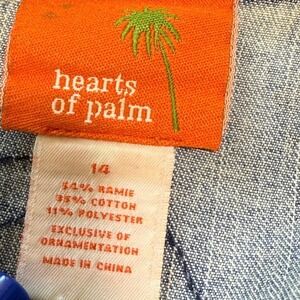 hearts
of palm
14
54% RAMIE
35% COTTON
11% POLYESTER
EXCLUSIVE OF
ORNAMENTATION
MADE IN CHINA